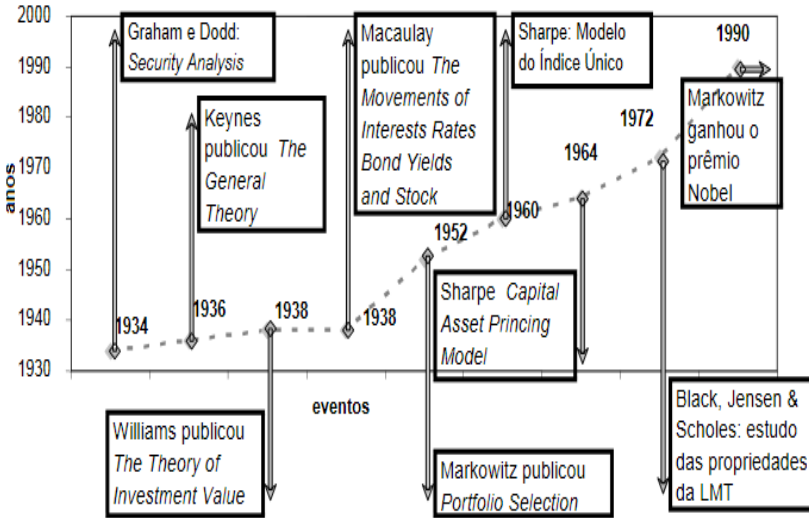 2000
1990
1980
1970
1960
1950
1940
1930
anos
Graham e Dodd:
Security Analysis
Keynes
publicou The
General
Theory
Macaulay
publicou The
Movements of
Interests Rates
Bond Yields
and Stock
Sharpe: Modelo
do Índice Único
1990
Markowitz
ganhou o
prêmio
Nobel
1972
1964
1960
1952
1934
1936
1938
1938
Sharpe Capital
Asset Princing
Model
eventos
Williams publicou
The Theory of
Investment Value
Markowitz publicou
Portfolio Selection
Black, Jensen &
Scholes: estudo
das propriedades
da LMT